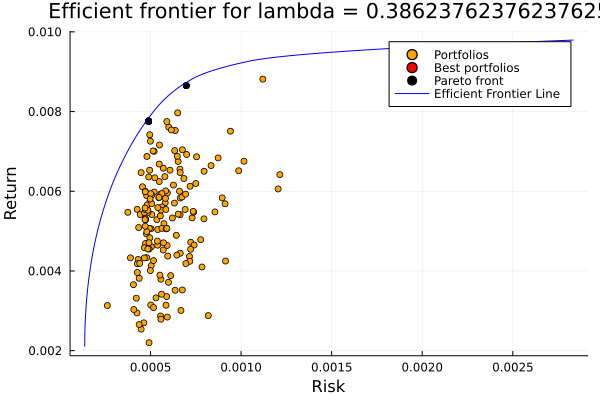 Efficient frontier for lambda = 0.38623762376237625
Return
0.010
0.008
0.006
0.004
0.002
Portfolios
Best portfolios
Pareto front
Efficient Frontier Line
0.0005 0.0010 0.0015 0.0020 0.0025
Risk